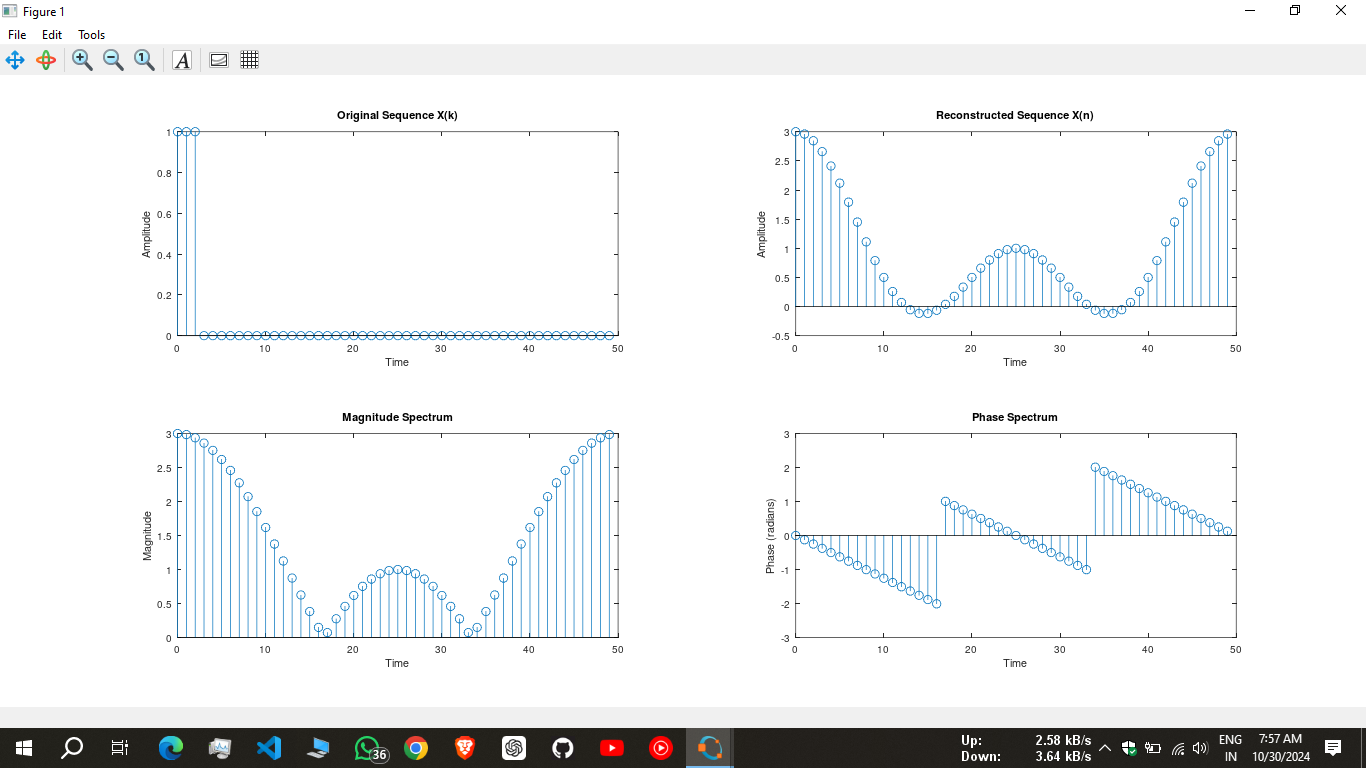 Figure 1
File Edit Tools
1
A
Original Sequence X(k)
1
0.8
0.6
0.4
0.2
0
Amplitude
0 10 20 30 40 50
Time
Reconstructed Sequence X(n)
3
2.5
2
1.5
1
0.5
0
-0.5
Amplitude
0 10 20 30 40 50
Time
Magnitude Spectrum
3
2.5
2
1.5
1
0.5
0
Magnitude
0 10 20 30 40 50
Time
Phase Spectrum
3
2
1
0
-1
-2
-3
Phase (radians)
0 10 20 30 40 50
Time
36
Up: 2.58 kB/s
Down: 3.64 kB/s
ENG
IN
7:57 AM
10/30/2024